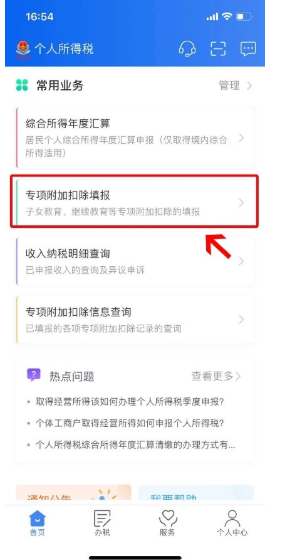 16:54
个人所得税
常用业务 管理 >
综合所得年度汇算
居民个人综合所得年度汇算申报（仅取得境内综合
所得适用）
专项附加扣除填报
子女教育、继续教育等专项附加扣除的填报
收入纳税明细查询
已申报收入的查询及异议申诉
专项附加扣除信息查询
已填报的各项专项附加扣除记录的查询
热点问题 查看更多 >
• 取得经营所得该如何办理个人所得税季度申报？
• 个体工商户取得经营所得如何申报个人所得税？
• 个人所得税综合所得年度汇算清缴的办理方式有...
通知公告 我要帮助
首页 办税 服务 个人中心